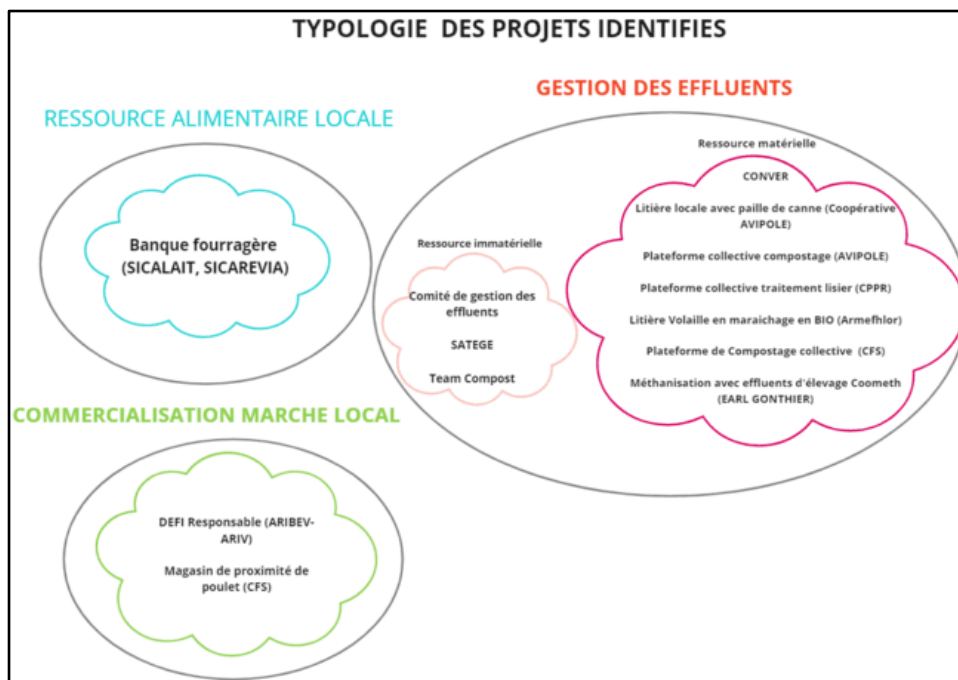 TYPOLOGIE DES PROJETS IDENTIFIES
RESSOURCE ALIMENTAIRE LOCALE
Banque fourragère
(SICALAIT, SICAREVIA)
GESTION DES EFFLUENTS
Ressource immatérielle
Comité de gestion des
effluents
SATEGE
Team Compost
Ressource matérielle
CONVER
Litière locale avec paille de canne (Coopérative
AVIPOLE)
Plateforme collective compostage (AVIPOLE)
Plateforme collective traitement lisier (CPPR)
Litière Volaille en maraichage en BIO (Armefhlor)
Plateforme de Compostage collective (CFS)
Méthanisation avec effluents d'élevage Coometh
(EARL GONTHIER)
COMMERCIALISATION MARCHE LOCAL
DEFI Responsable (ARIBEV-
ARIV)
Magasin de proximité de
poulet (CFS)